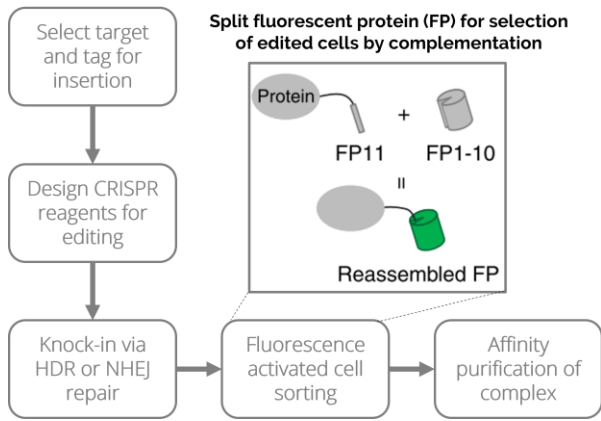 Select target
and tag for
insertion
Split fluorescent protein (FP) for selection
of edited cells by complementation
Protein
+
FP11
FP1-10
=
Reassembled FP
Design CRISPR
reagents for
editing
Knock-in via
HDR or NHEJ
repair
Fluorescence
activated cell
sorting
Affinity
purification of
complex